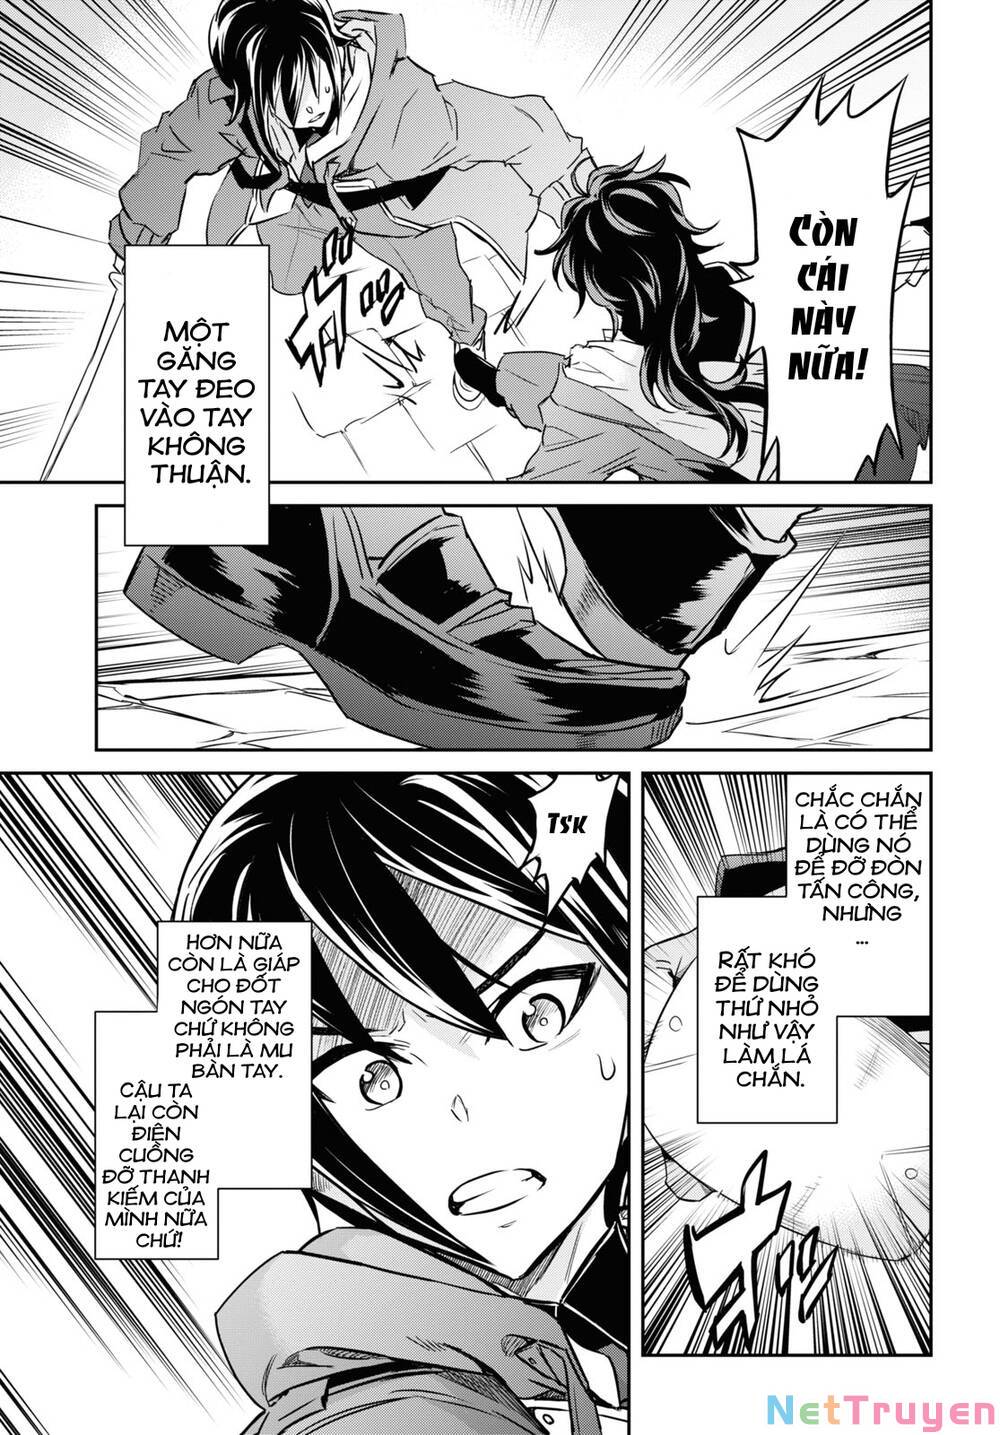 CÒN
CÁI
NÀY
NỮA!
MỘT
GĂNG
TAY ĐEO
VÀO TAY
KHÔNG
THUẬN.
CHẮC CHẮN
LÀ CÓ THỂ
DÙNG NÓ
ĐỂ ĐỠ ĐÒN
TẤN CÔNG,
NHƯNG
...
RẤT KHÓ
ĐỂ DÙNG
THỨ NHỎ
NHƯ VẬY
LÀM LÁ
CHẮN.
TSK
HƠN NỮA
CÒN LÀ GIÁP
CHO ĐỐT
NGÓN TAY
CHỨ KHÔNG
PHẢI LÀ MU
BÀN TAY.
CẬU TA
LẠI CÒN
ĐIÊN
CUỒNG
ĐỠ THANH
KIẾM CỦA
MÌNH NỮA
CHỨ!
NetTruyen